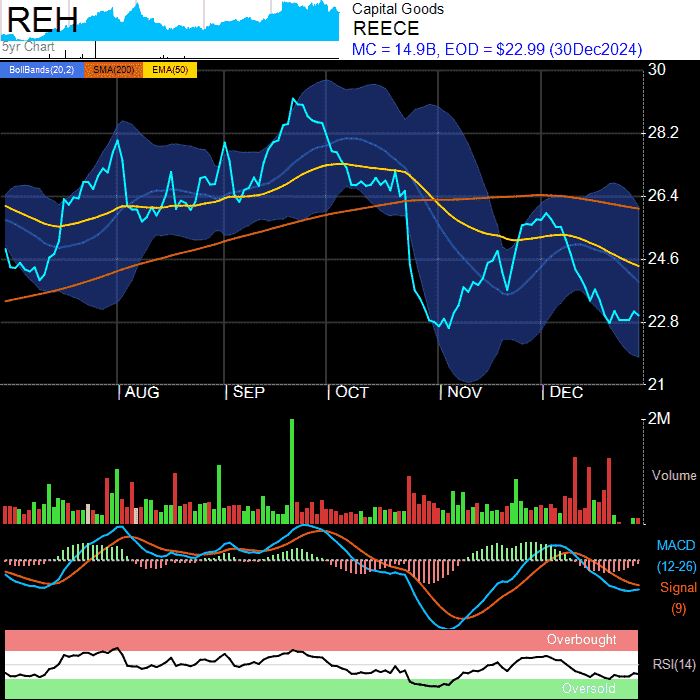 REH
5yr Chart
Capital Goods
REECE
MC = 14.9B, EOD = $22.99 (30Dec2024)
BollBands(20,2) SMA(200) EMA(50)
30
28.2
26.4
24.6
22.8
21
AUG SEP OCT NOV DEC
2M
Volume
MACD
(12-26)
Signal
(9)
Overbought
RSI(14)
Oversold